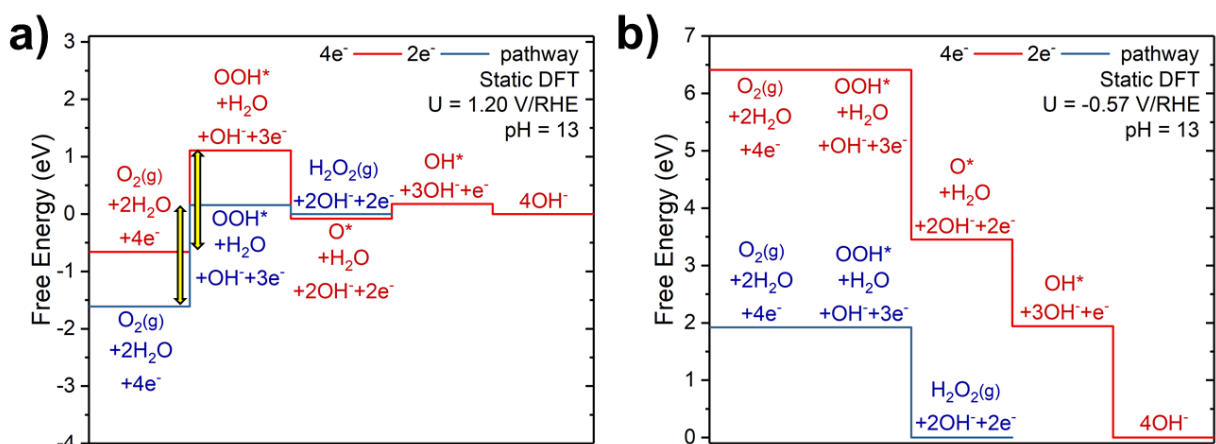 a)
Free Energy (eV)
3
2
1
0
-1
-2
-3
-4
4e⁻ 2e⁻ pathway
Static DFT
U = 1.20 V/RHE
pH = 13
OOH*
+H₂O
+OH⁻+3e⁻
O₂(g)
+2H₂O
+4e⁻
H₂O₂(g)
+2OH⁻+2e⁻
OH*
+3OH⁻+e⁻
4OH⁻
OOH*
+H₂O
+OH⁻+3e⁻
O*
+H₂O
+2OH⁻+2e⁻
O₂(g)
+2H₂O
+4e⁻
b)
Free Energy (eV)
7
6
5
4
3
2
1
0
4e⁻ 2e⁻ pathway
Static DFT
U = -0.57 V/RHE
pH = 13
O₂(g)
+2H₂O
+4e⁻
OOH*
+H₂O
+OH⁻+3e⁻
O*
+H₂O
+2OH⁻+2e⁻
O₂(g)
+2H₂O
+4e⁻
OOH*
+H₂O
+OH⁻+3e⁻
OH*
+3OH⁻+e⁻
H₂O₂(g)
+2OH⁻+2e⁻
4OH⁻